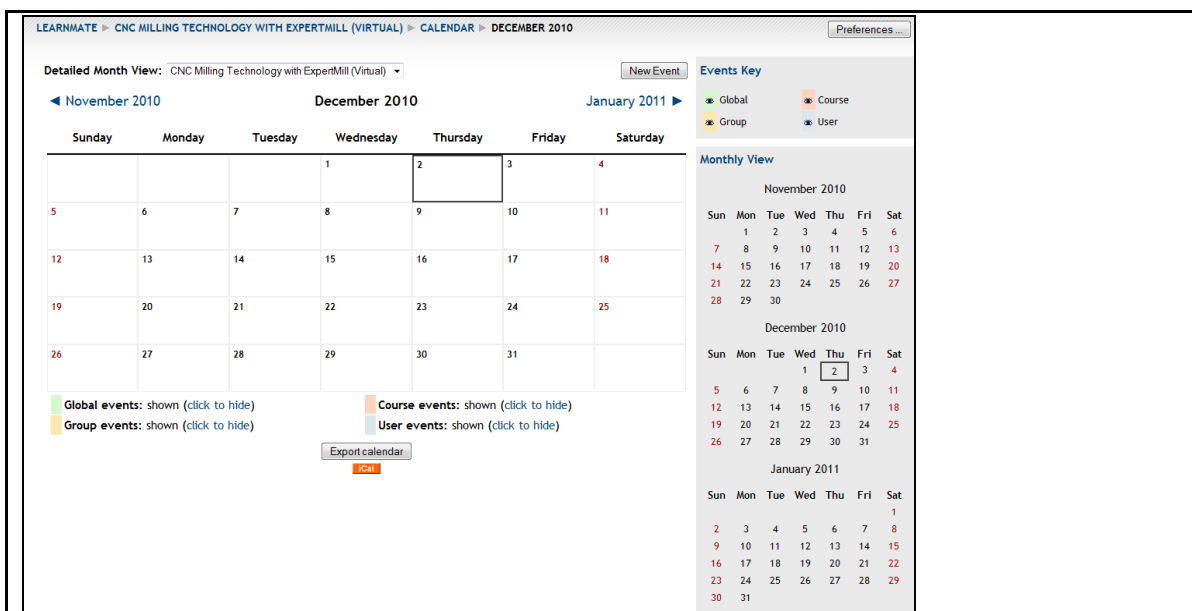 LEARNMATE ► CNC MILLING TECHNOLOGY WITH EXPERTMILL (VIRTUAL) ► CALENDAR ► DECEMBER 2010
Preferences ...
Detailed Month View: CNC Milling Technology with ExpertMill (Virtual)
New Event
◄ November 2010 December 2010 January 2011 ►
Sunday Monday Tuesday Wednesday Thursday Friday Saturday
1 2 3 4
5 6 7 8 9 10 11
12 13 14 15 16 17 18
19 20 21 22 23 24 25
26 27 28 29 30 31
Global events: shown (click to hide) Course events: shown (click to hide)
Group events: shown (click to hide) User events: shown (click to hide)
Export calendar
iCal
Events Key
Global Course
Group User
Monthly View
November 2010
Sun Mon Tue Wed Thu Fri Sat
1 2 3 4 5 6
7 8 9 10 11 12 13
14 15 16 17 18 19 20
21 22 23 24 25 26 27
28 29 30
December 2010
Sun Mon Tue Wed Thu Fri Sat
1 2 3 4
5 6 7 8 9 10 11
12 13 14 15 16 17 18
19 20 21 22 23 24 25
26 27 28 29 30 31
January 2011
Sun Mon Tue Wed Thu Fri Sat
1
2 3 4 5 6 7 8
9 10 11 12 13 14 15
16 17 18 19 20 21 22
23 24 25 26 27 28 29
30 31